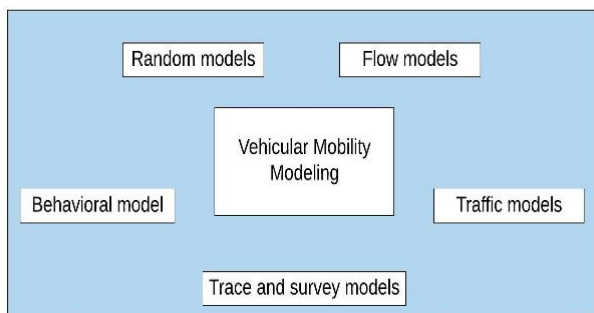 Random models
Flow models
Vehicular Mobility
Modeling
Behavioral model
Traffic models
Trace and survey models